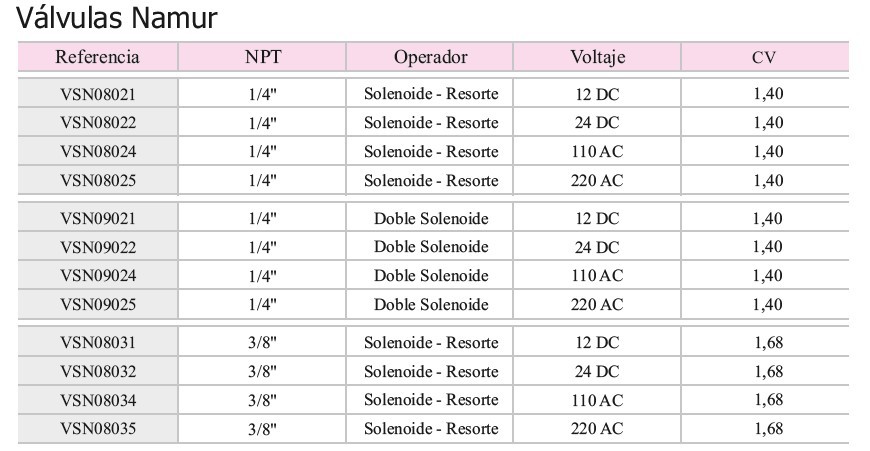 Válvulas Namur
Referencia NPT Operador Voltaje CV
VSN08021 1/4" Solenoide - Resorte 12 DC 1,40
VSN08022 1/4" Solenoide - Resorte 24 DC 1,40
VSN08024 1/4" Solenoide - Resorte 110 AC 1,40
VSN08025 1/4" Solenoide - Resorte 220 AC 1,40
VSN09021 1/4" Doble Solenoide 12 DC 1,40
VSN09022 1/4" Doble Solenoide 24 DC 1,40
VSN09024 1/4" Doble Solenoide 110 AC 1,40
VSN09025 1/4" Doble Solenoide 220 AC 1,40
VSN08031 3/8" Solenoide - Resorte 12 DC 1,68
VSN08032 3/8" Solenoide - Resorte 24 DC 1,68
VSN08034 3/8" Solenoide - Resorte 110 AC 1,68
VSN08035 3/8" Solenoide - Resorte 220 AC 1,68